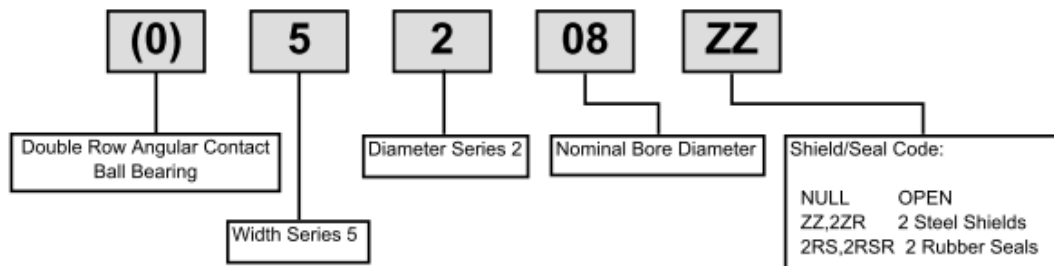 (0) 5 2 08 ZZ
Double Row Angular Contact
Ball Bearing
Width Series 5
Diameter Series 2
Nominal Bore Diameter
Shield/Seal Code:
NULL OPEN
ZZ,2ZR 2 Steel Shields
2RS,2RSR 2 Rubber Seals